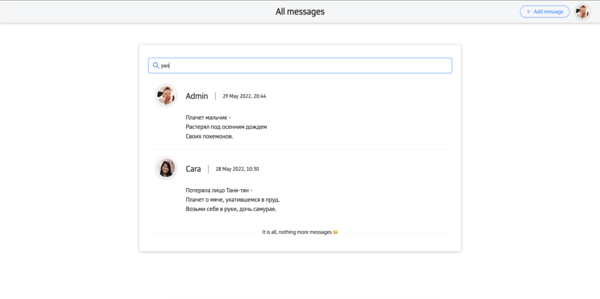 All messages
+ Add message
рас
Admin | 29 May 2022, 20:44
Плачет мальчик -
Растерял под осенним дождем
Своих покемонов.
Cara | 28 May 2022, 10:30
Потеряла лицо Таня-тян -
Плачет о мяче, укатившемся в пруд.
Возьми себя в руки, дочь самурая.
It is all, nothing more messages